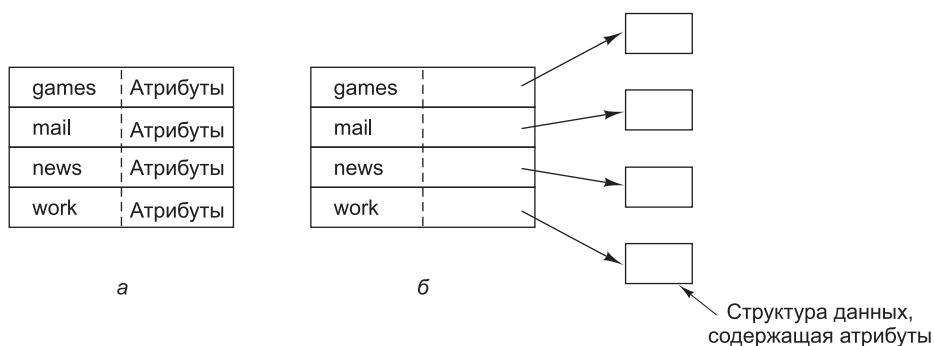 games Атрибуты
mail Атрибуты
news Атрибуты
work Атрибуты
а
games
mail
news
work
б
Структура данных,
содержащая атрибуты